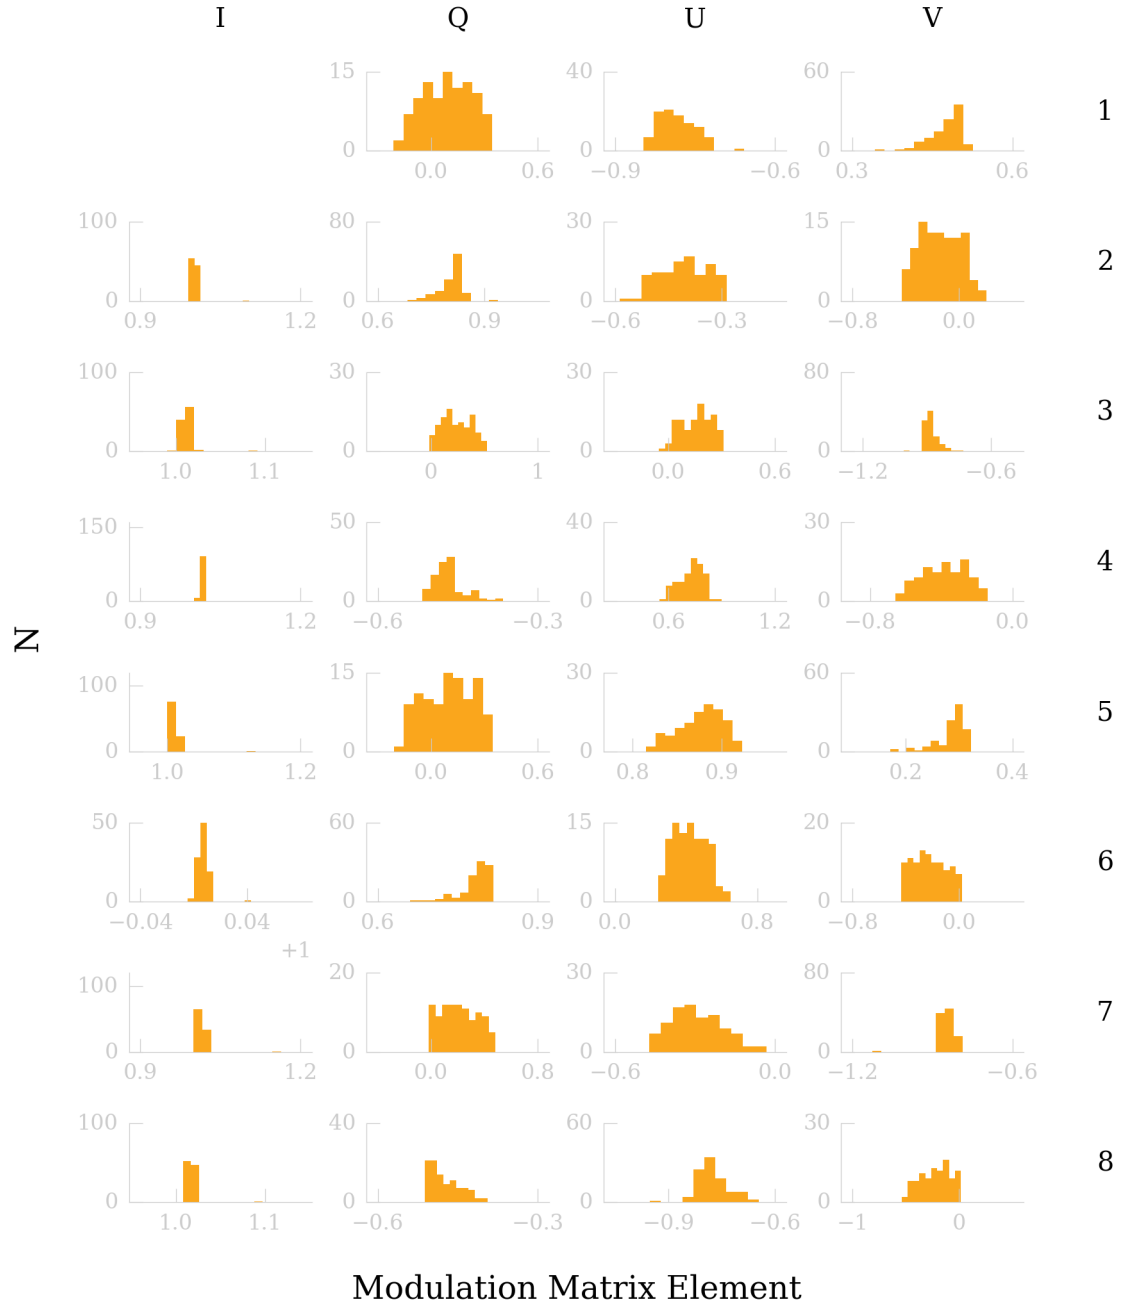 I Q U V
15 40 60
0 0 0 1
0.0 0.6 −0.9 −0.6 0.3 0.6
100 80 30 15
0 0 0 0 2
0.9 1.2 0.6 0.9 −0.6 −0.3 −0.8 0.0
100 30 30 80
0 0 0 0 3
1.0 1.1 0 1 0.0 0.6 −1.2 −0.6
150 50 40 30
0 0 0 0 4
0.9 1.2 −0.6 −0.3 0.6 1.2 −0.8 0.0
N
100 15 30 60
0 0 0 0 5
1.0 1.2 0.0 0.6 0.8 0.9 0.2 0.4
50 60 15 20
0 0 0 0 6
−0.04 0.04 0.6 0.9 0.0 0.8 −0.8 0.0
+1
100 20 30 80
0 0 0 0 7
0.9 1.2 0.0 0.8 −0.6 0.0 −1.2 −0.6
100 40 60 30
0 0 0 0 8
1.0 1.1 −0.6 −0.3 −0.9 −0.6 −1 0
Modulation Matrix Element